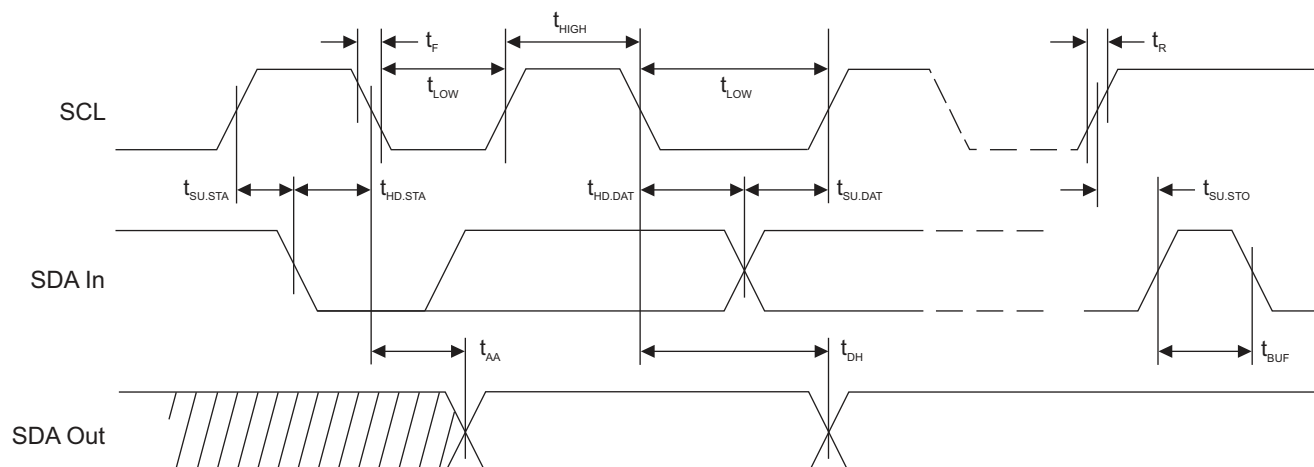 tHIGH
tF
tR
tLOW
tLOW
SCL
tSU.STA
tHD.STA
tHD.DAT
tSU.DAT
tSU.STO
SDA In
tAA
tDH
tBUF
SDA Out